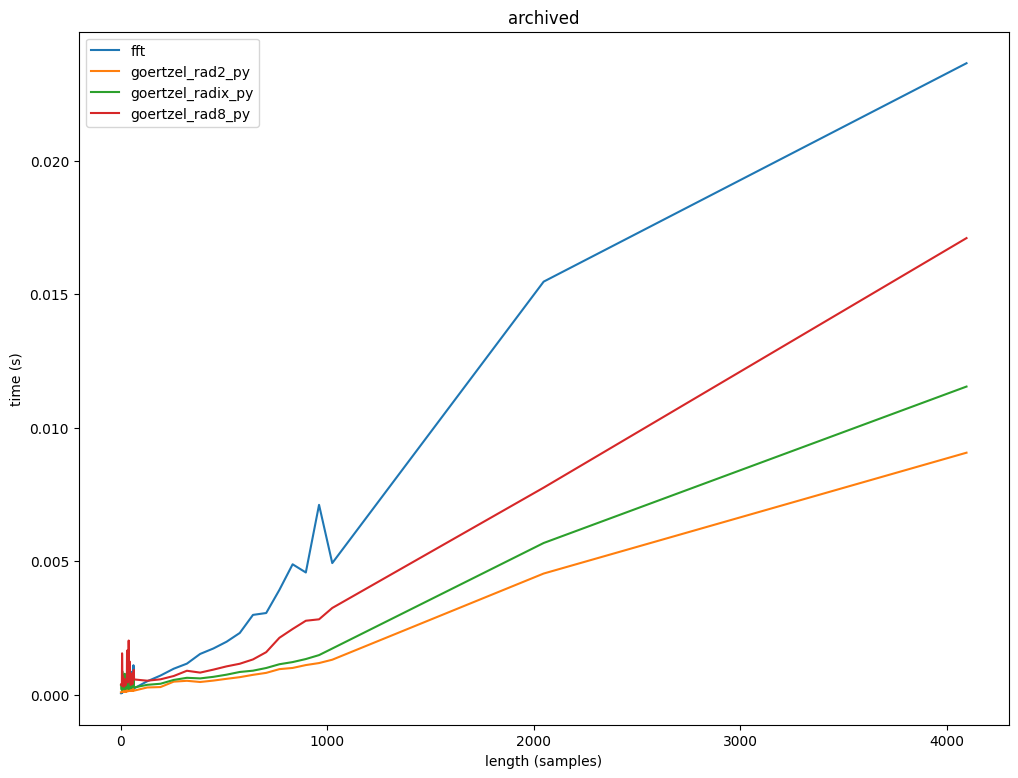 archived
fft
goertzel_rad2_py
goertzel_radix_py
goertzel_rad8_py
time (s)
0.020
0.015
0.010
0.005
0.000
0
1000
2000
3000
4000
length (samples)